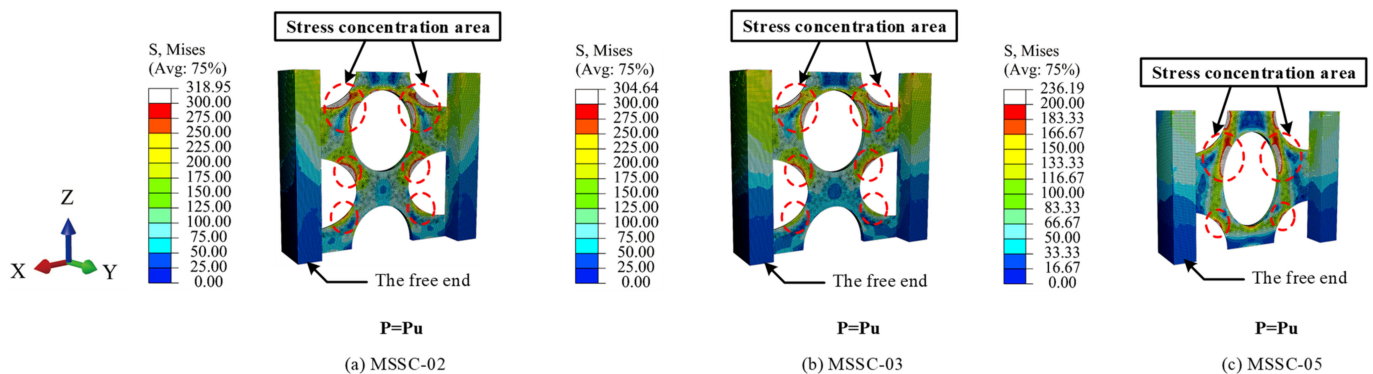 Stress concentration area
S, Mises
(Avg: 75%)
318.95
300.00
275.00
250.00
225.00
200.00
175.00
150.00
125.00
100.00
75.00
50.00
25.00
0.00
The free end
P=Pu
(a) MSSC-02
Z
X
Y
Stress concentration area
S, Mises
(Avg: 75%)
304.64
300.00
275.00
250.00
225.00
200.00
175.00
150.00
125.00
100.00
75.00
50.00
25.00
0.00
The free end
P=Pu
(b) MSSC-03
Stress concentration area
S, Mises
(Avg: 75%)
236.19
200.00
183.33
166.67
150.00
133.33
116.67
100.00
83.33
66.67
50.00
33.33
16.67
0.00
The free end
P=Pu
(c) MSSC-05